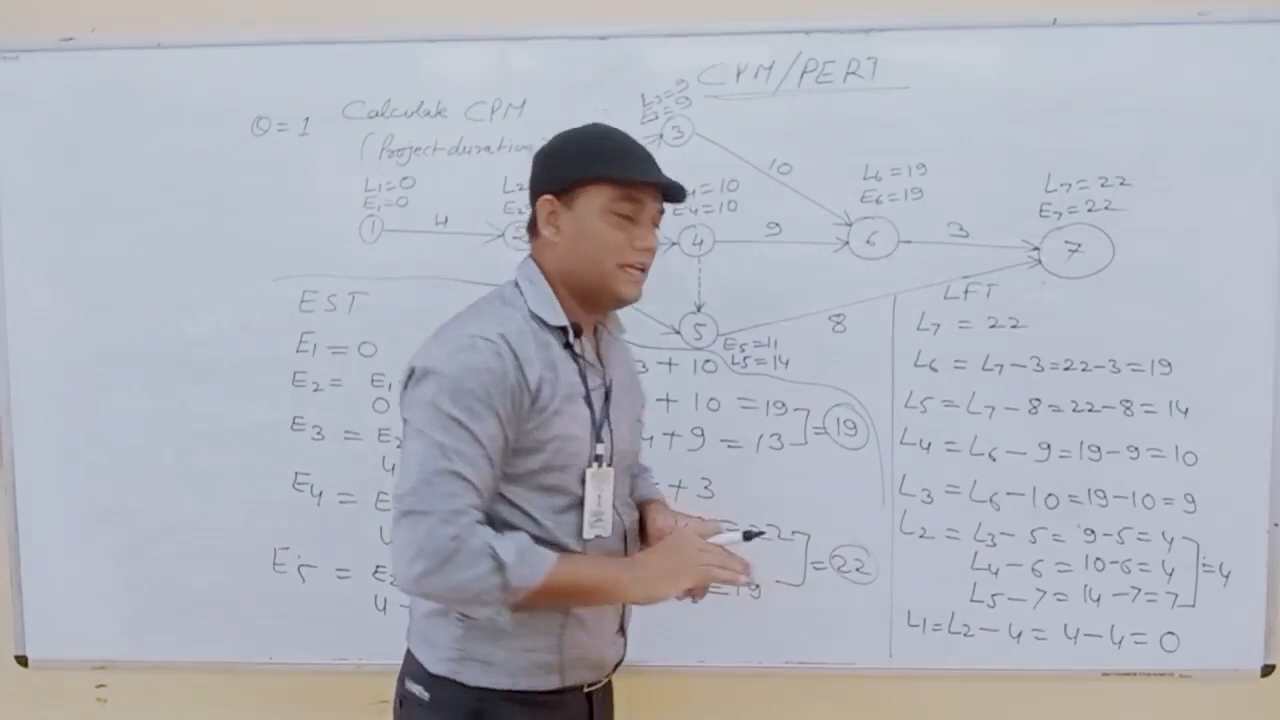 CPM/PERT
Q=1 Calculate CPM
(Project duration
L3=9
E3=9
3
10
L1=0
E1=0
1
4
L2
E2
=10
E4=10
4
9
L6=19
E6=19
6
3
L7=22
E7=22
7
5
8
E5=11
L5=14
EST
E1=0
E2= E1
0
E3 = E2
4
E4 = E
E5 = E2
4
3+10
+ 10 =19
4+9 = 13
=19
+3
=22
=19
=22
LFT
L7 = 22
L6 = L7-3=22-3=19
L5=L7-8=22-8=14
L4=L6-9=19-9=10
L3=L6-10=19-10=9
L2=L3-5=9-5=4
L4-6=10-6=4
L5-7=14-7=7
=4
L1=L2-4=4-4=0